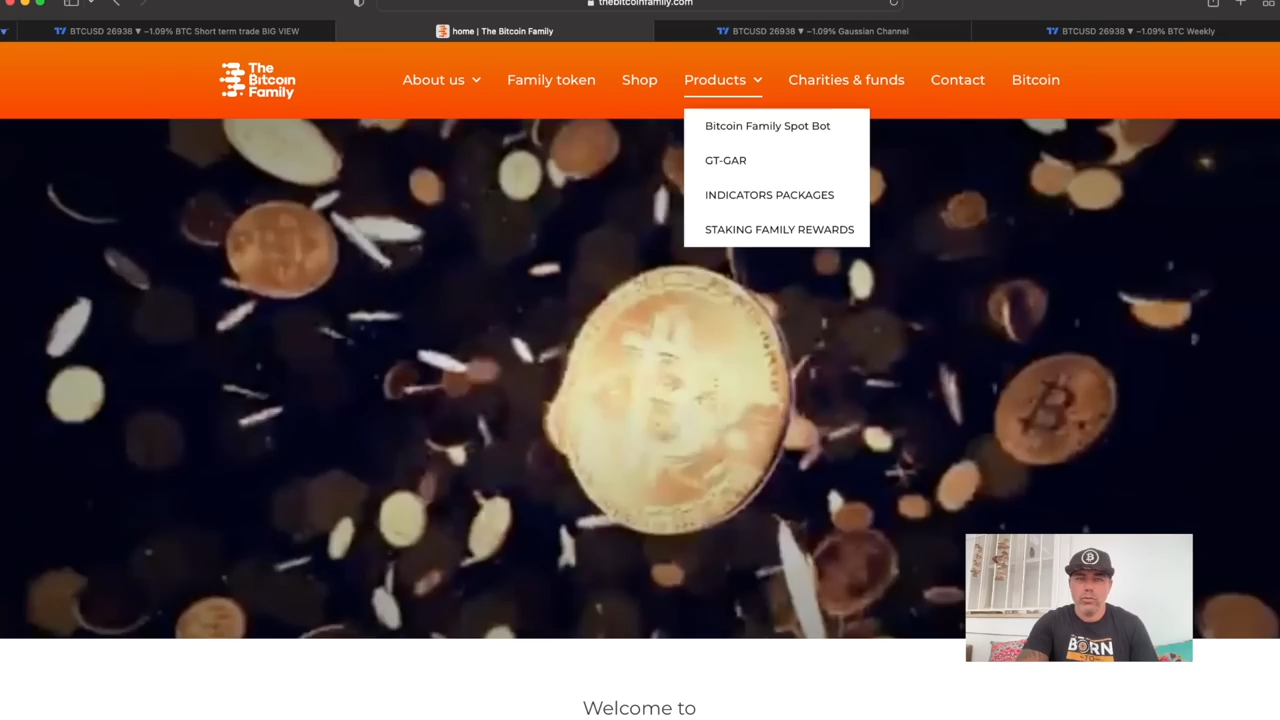 thebitcoinfamily.com
BTCUSD 26938 ▼ −1.09% BTC Short term trade BIG VIEW
home | The Bitcoin Family
BTCUSD 26938 ▼ −1.09% Gaussian Channel
BTCUSD 26938 ▼ −1.09% BTC Weekly
The
Bitcoin
Family
About us
Family token
Shop
Products
Charities & funds
Contact
Bitcoin
Bitcoin Family Spot Bot
GT-GAR
INDICATORS PACKAGES
STAKING FAMILY REWARDS
BORN
TO
Welcome to